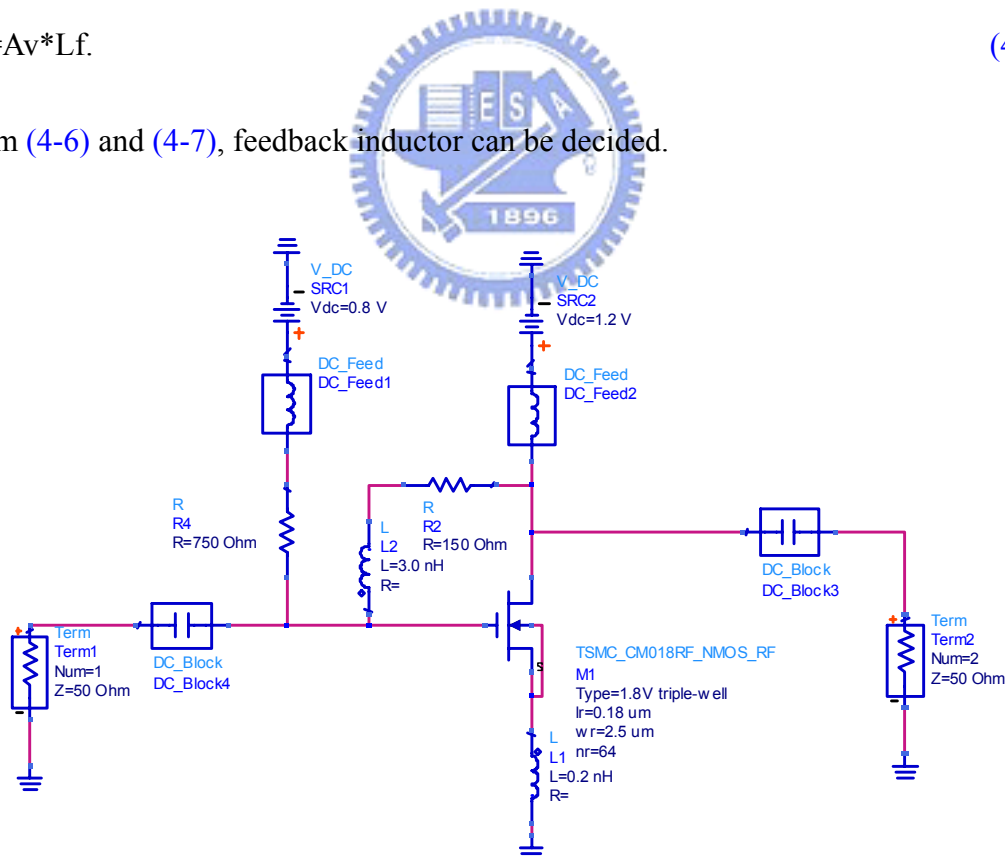 =Av*Lf.
(4
m (4-6) and (4-7), feedback inductor can be decided.
E S A
1896
V_DC
SRC1
Vdc=0.8 V
V_DC
SRC2
Vdc=1.2 V
DC_Feed
DC_Feed1
DC_Feed
DC_Feed2
R
R4
R=750 Ohm
R
R2
R=150 Ohm
L
L2
L=3.0 nH
R=
DC_Block
DC_Block3
Term
Term1
Num=1
Z=50 Ohm
DC_Block
DC_Block4
S
TSMC_CM018RF_NMOS_RF
M1
Type=1.8V triple-well
lr=0.18 um
wr=2.5 um
nr=64
L
L1
L=0.2 nH
R=
Term
Term2
Num=2
Z=50 Ohm